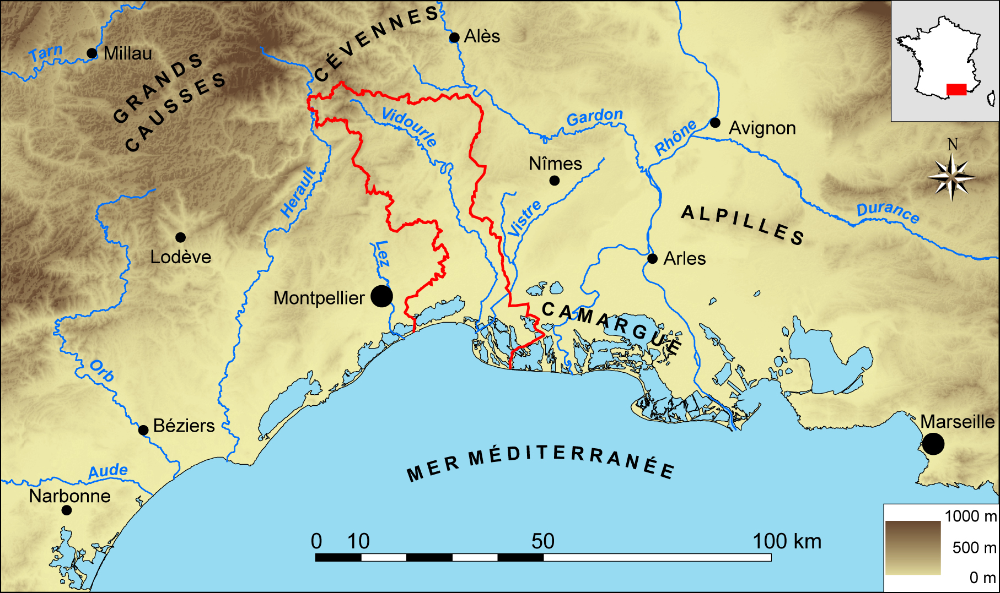 CÉVENNES
Alès
Tarn
Millau
GRANDS
CAUSSES
Vidourle
Gardon
Rhône
Avignon
N
Nîmes
Herault
Vistre
Durance
ALPILLES
Lez
Lodève
Arles
Montpellier
CAMARGUE
Orb
Béziers
Marseille
MER MÉDITERRANÉE
Aude
Narbonne
0 10 50 100 km
1000 m
500 m
0 m